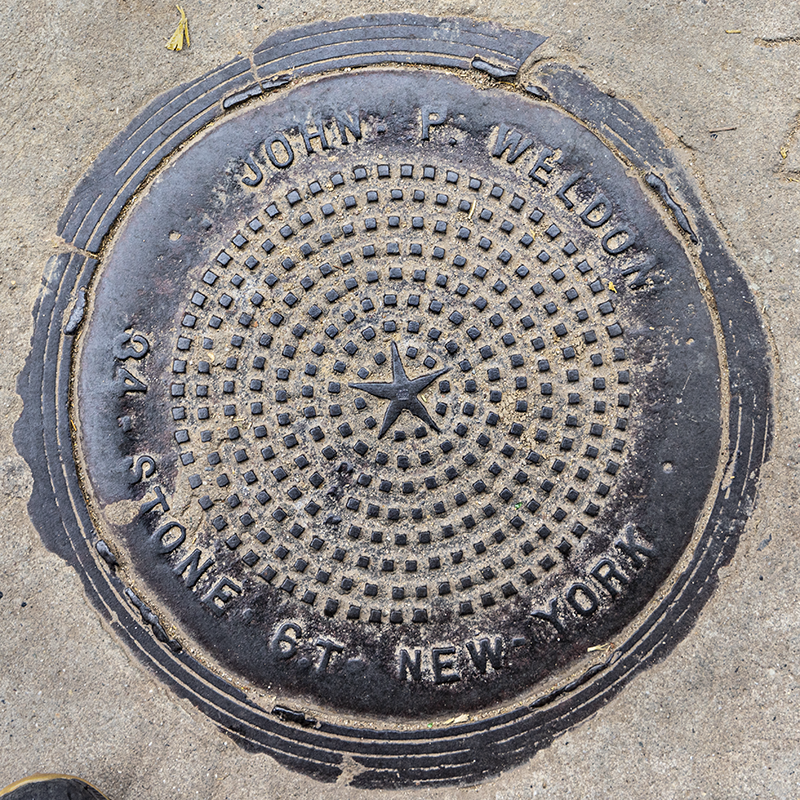 JOHN P. WELDON
34. STONE ST. NEW-YORK